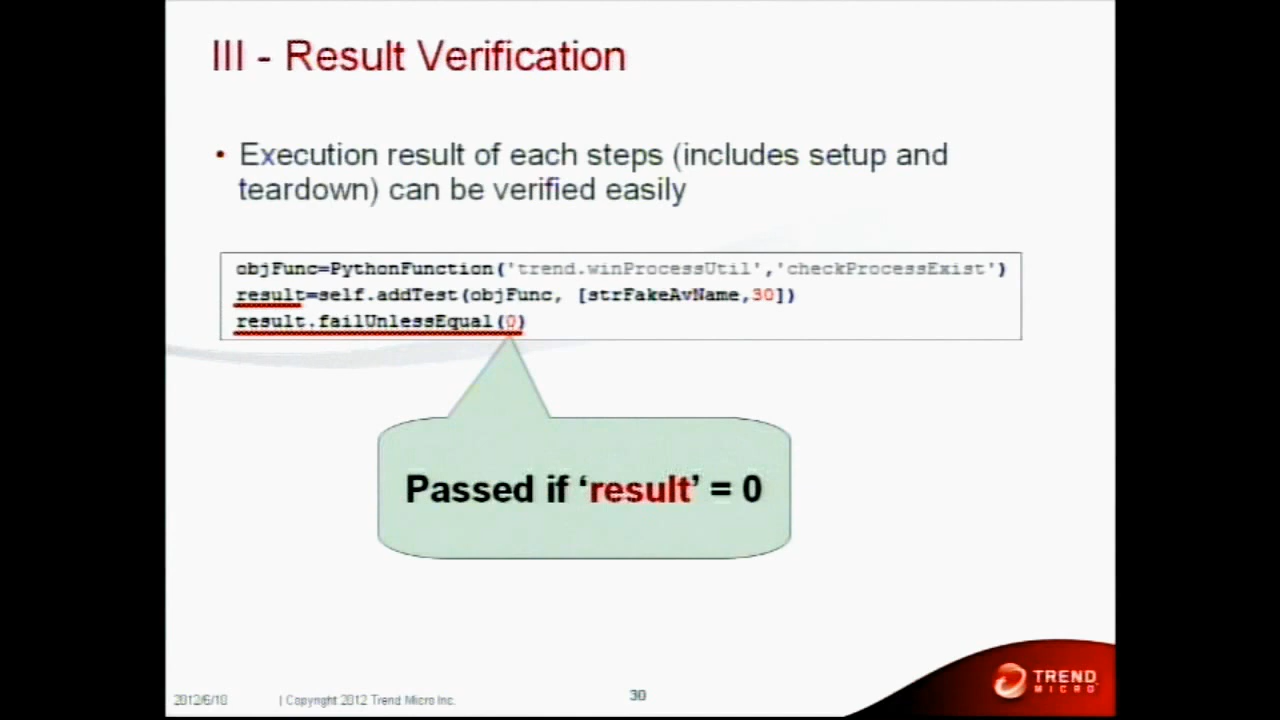 III - Result Verification
• Execution result of each steps (includes setup and
teardown) can be verified easily
objFunc=PythonFunction('trend.winProcessUtil','checkProcessExist')
result=self.addTest(objFunc, [strFakeAvName,30])
result.failUnlessEqual(0)
Passed if ‘result’ = 0
2012/6/10 | Copyright 2012 Trend Micro Inc. 30
TREND
MICRO